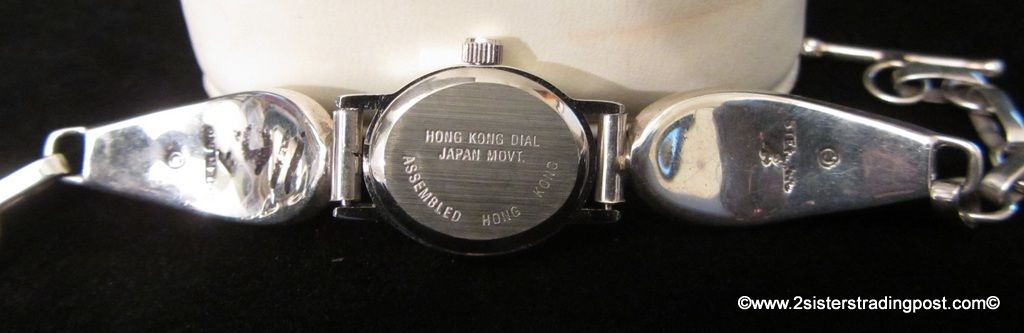 HONG KONG DIAL
JAPAN MOVT.
ASSEMBLED HONG KONG
©
©
©www.2sisterstradingpost.com©